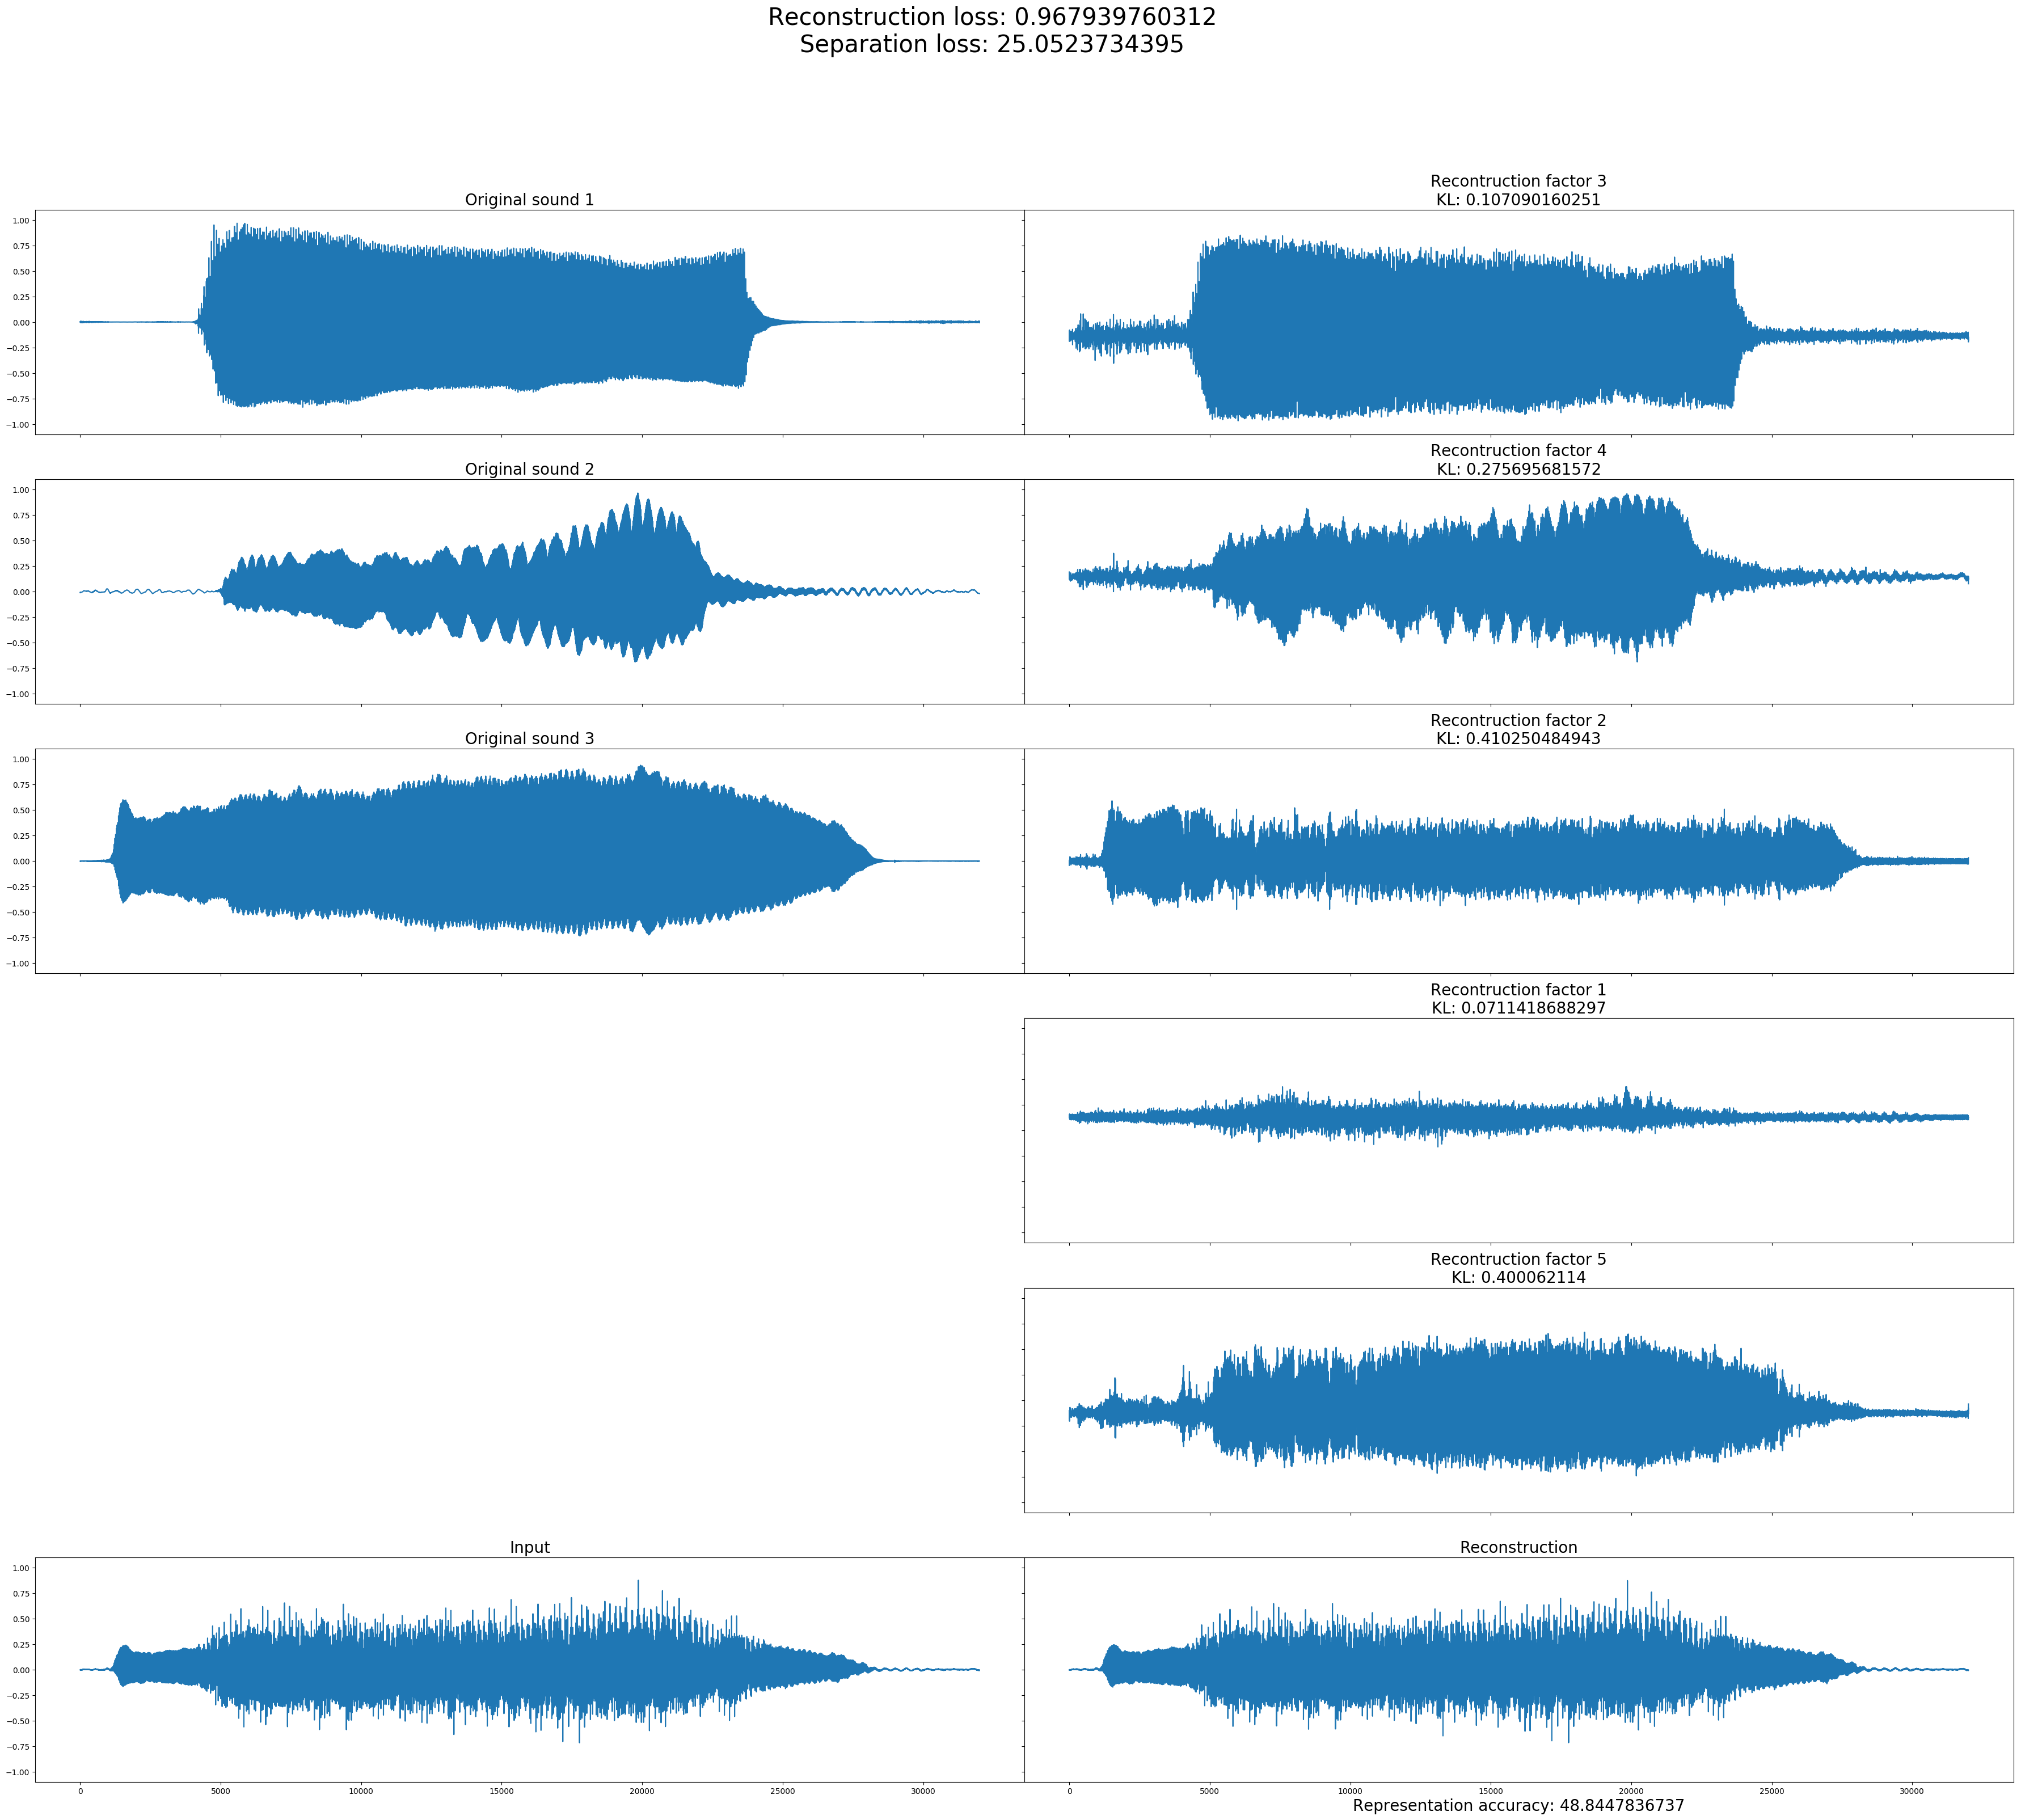 Reconstruction loss: 0.967939760312
Separation loss: 25.0523734395
Original sound 1
Recontruction factor 3
KL: 0.107090160251
1.00
0.75
0.50
0.25
0.00
−0.25
−0.50
−0.75
−1.00
Original sound 2
Recontruction factor 4
KL: 0.275695681572
1.00
0.75
0.50
0.25
0.00
−0.25
−0.50
−0.75
−1.00
Original sound 3
Recontruction factor 2
KL: 0.410250484943
1.00
0.75
0.50
0.25
0.00
−0.25
−0.50
−0.75
−1.00
Recontruction factor 1
KL: 0.0711418688297
Recontruction factor 5
KL: 0.400062114
Input
Reconstruction
1.00
0.75
0.50
0.25
0.00
−0.25
−0.50
−0.75
−1.00
0 5000 10000 15000 20000 25000 30000
0 5000 10000 15000 20000 25000 30000
Representation accuracy: 48.8447836737